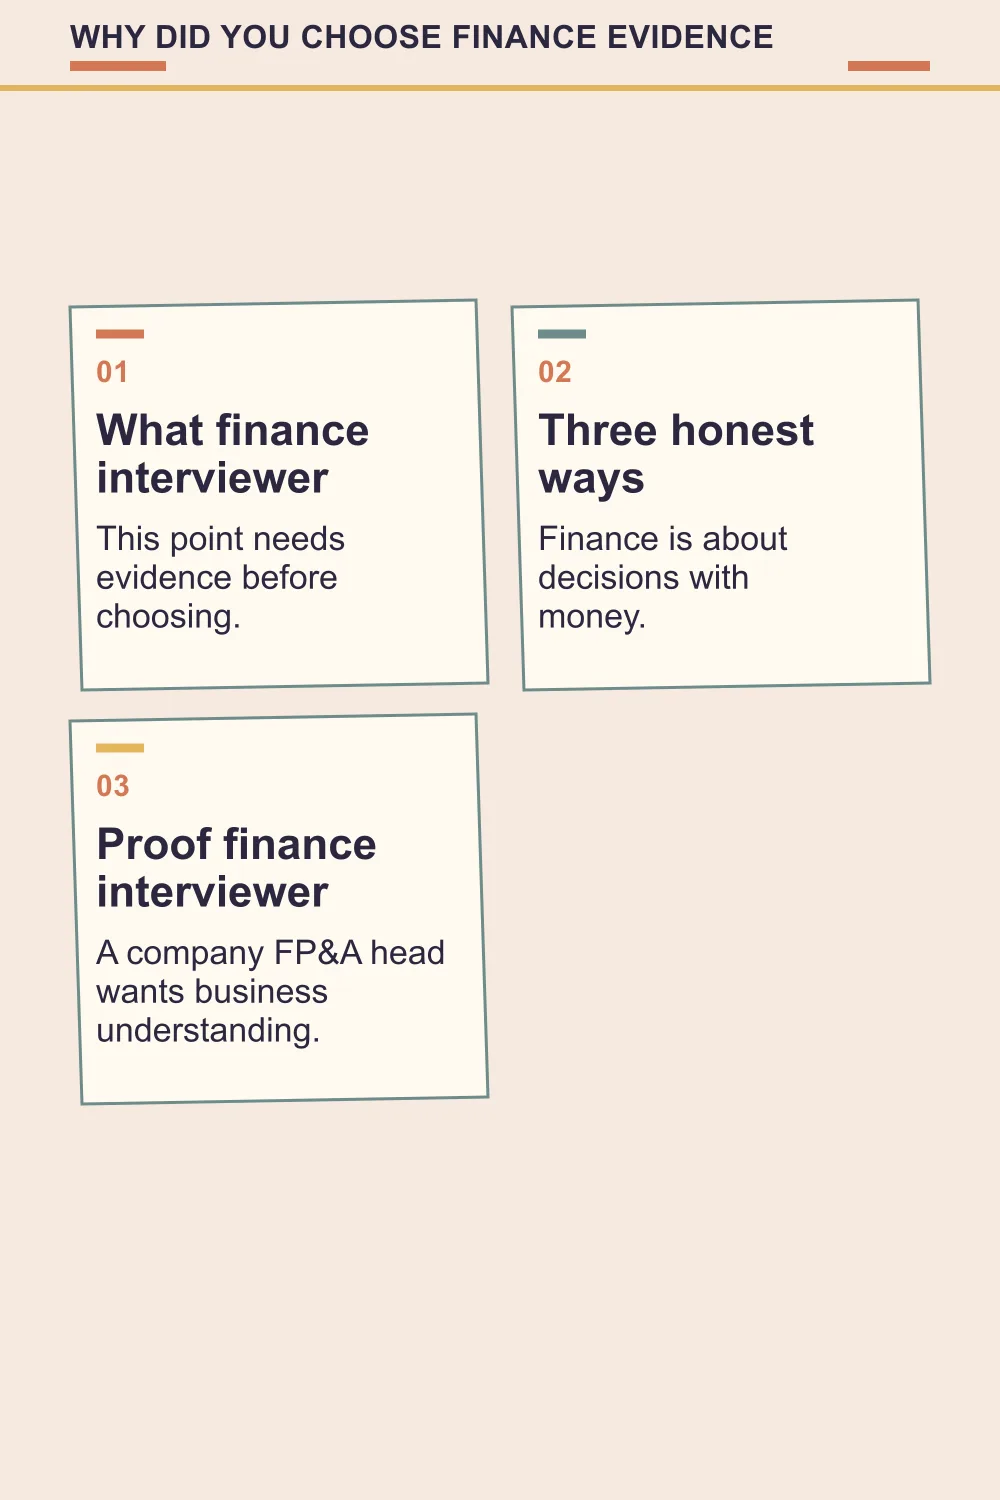 WHY DID YOU CHOOSE FINANCE EVIDENCE
01
What finance
interviewer
This point needs
evidence before
choosing.
02
Three honest
ways
Finance is about
decisions with
money.
03
Proof finance
interviewer
A company FP&A head
wants business
understanding.